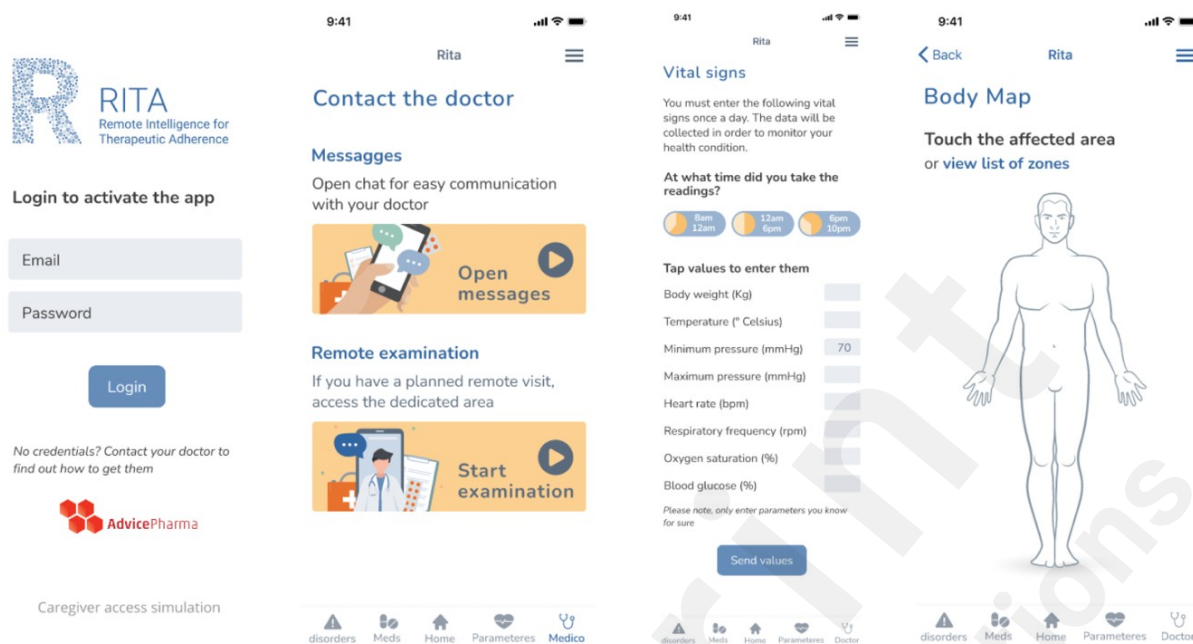 RITA
Remote Intelligence for
Therapeutic Adherence
Login to activate the app
Email
Password
Login
No credentials? Contact your doctor to
find out how to get them
AdvicePharma
Caregiver access simulation
9:41
Rita
Contact the doctor
Messagges
Open chat for easy communication
with your doctor
Open
messages
Remote examination
If you have a planned remote visit,
access the dedicated area
Start
examination
disorders Meds Home Parameteres Medico
9:41
Rita
Vital signs
You must enter the following vital
signs once a day. The data will be
collected in order to monitor your
health condition.
At what time did you take the
readings?
8am
12am
12am
6pm
6pm
10pm
Tap values to enter them
Body weight (Kg)
Temperature (° Celsius)
Minimum pressure (mmHg) 70
Maximum pressure (mmHg)
Heart rate (bpm)
Respiratory frequency (rpm)
Oxygen saturation (%)
Blood glucose (%)
Please note, only enter parameters you know
for sure
Send values
disorders Meds Home Parameteres Doctor
9:41
Back Rita
Body Map
Touch the affected area
or view list of zones
disorders Meds Home Parameteres Doctor